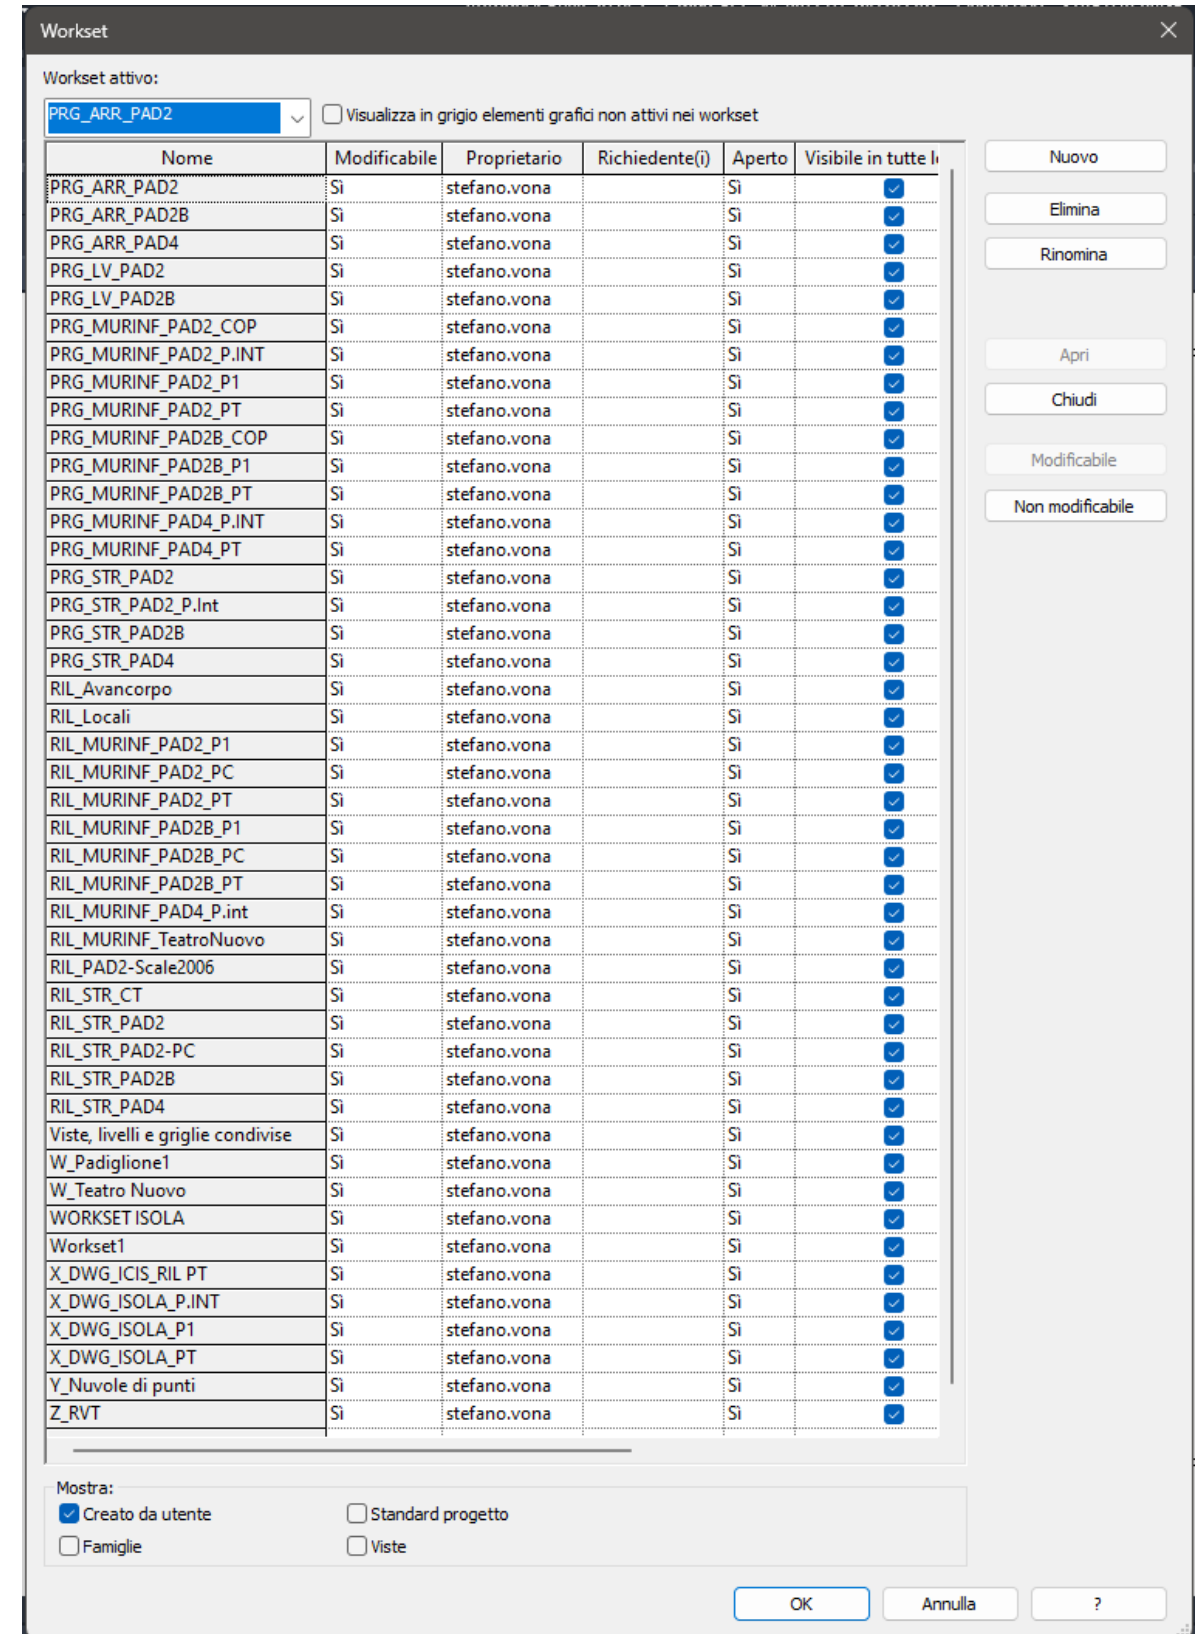 Workset
Workset attivo:
PRG_ARR_PAD2
Visualizza in grigio elementi grafici non attivi nei workset
Nome Modificabile Proprietario Richiedente(i) Aperto Visibile in tutte
PRG_ARR_PAD2 Sì stefano.vona Sì
PRG_ARR_PAD2B Sì stefano.vona Sì
PRG_ARR_PAD4 Sì stefano.vona Sì
PRG_LV_PAD2 Sì stefano.vona Sì
PRG_LV_PAD2B Sì stefano.vona Sì
PRG_MURINF_PAD2_COP Sì stefano.vona Sì
PRG_MURINF_PAD2_P.INT Sì stefano.vona Sì
PRG_MURINF_PAD2_P1 Sì stefano.vona Sì
PRG_MURINF_PAD2_PT Sì stefano.vona Sì
PRG_MURINF_PAD2B_COP Sì stefano.vona Sì
PRG_MURINF_PAD2B_P1 Sì stefano.vona Sì
PRG_MURINF_PAD2B_PT Sì stefano.vona Sì
PRG_MURINF_PAD4_P.INT Sì stefano.vona Sì
PRG_MURINF_PAD4_PT Sì stefano.vona Sì
PRG_STR_PAD2 Sì stefano.vona Sì
PRG_STR_PAD2_P.Int Sì stefano.vona Sì
PRG_STR_PAD2B Sì stefano.vona Sì
PRG_STR_PAD4 Sì stefano.vona Sì
RIL_Avancorpo Sì stefano.vona Sì
RIL_Locali Sì stefano.vona Sì
RIL_MURINF_PAD2_P1 Sì stefano.vona Sì
RIL_MURINF_PAD2_PC Sì stefano.vona Sì
RIL_MURINF_PAD2_PT Sì stefano.vona Sì
RIL_MURINF_PAD2B_P1 Sì stefano.vona Sì
RIL_MURINF_PAD2B_PC Sì stefano.vona Sì
RIL_MURINF_PAD2B_PT Sì stefano.vona Sì
RIL_MURINF_PAD4_P.int Sì stefano.vona Sì
RIL_MURINF_TeatroNuovo Sì stefano.vona Sì
RIL_PAD2-Scale2006 Sì stefano.vona Sì
RIL_STR_CT Sì stefano.vona Sì
RIL_STR_PAD2 Sì stefano.vona Sì
RIL_STR_PAD2-PC Sì stefano.vona Sì
RIL_STR_PAD2B Sì stefano.vona Sì
RIL_STR_PAD4 Sì stefano.vona Sì
Viste, livelli e griglie condivise Sì stefano.vona Sì
W_Padiglione1 Sì stefano.vona Sì
W_Teatro Nuovo Sì stefano.vona Sì
WORKSET ISOLA Sì stefano.vona Sì
Workset1 Sì stefano.vona Sì
X_DWG_ICIS_RIL PT Sì stefano.vona Sì
X_DWG_ISOLA_P.INT Sì stefano.vona Sì
X_DWG_ISOLA_P1 Sì stefano.vona Sì
X_DWG_ISOLA_PT Sì stefano.vona Sì
Y_Nuvole di punti Sì stefano.vona Sì
Z_RVT Sì stefano.vona Sì
Nuovo
Elimina
Rinomina
Apri
Chiudi
Modificabile
Non modificabile
Mostra:
Creato da utente Standard progetto
Famiglie Viste
OK Annulla ?